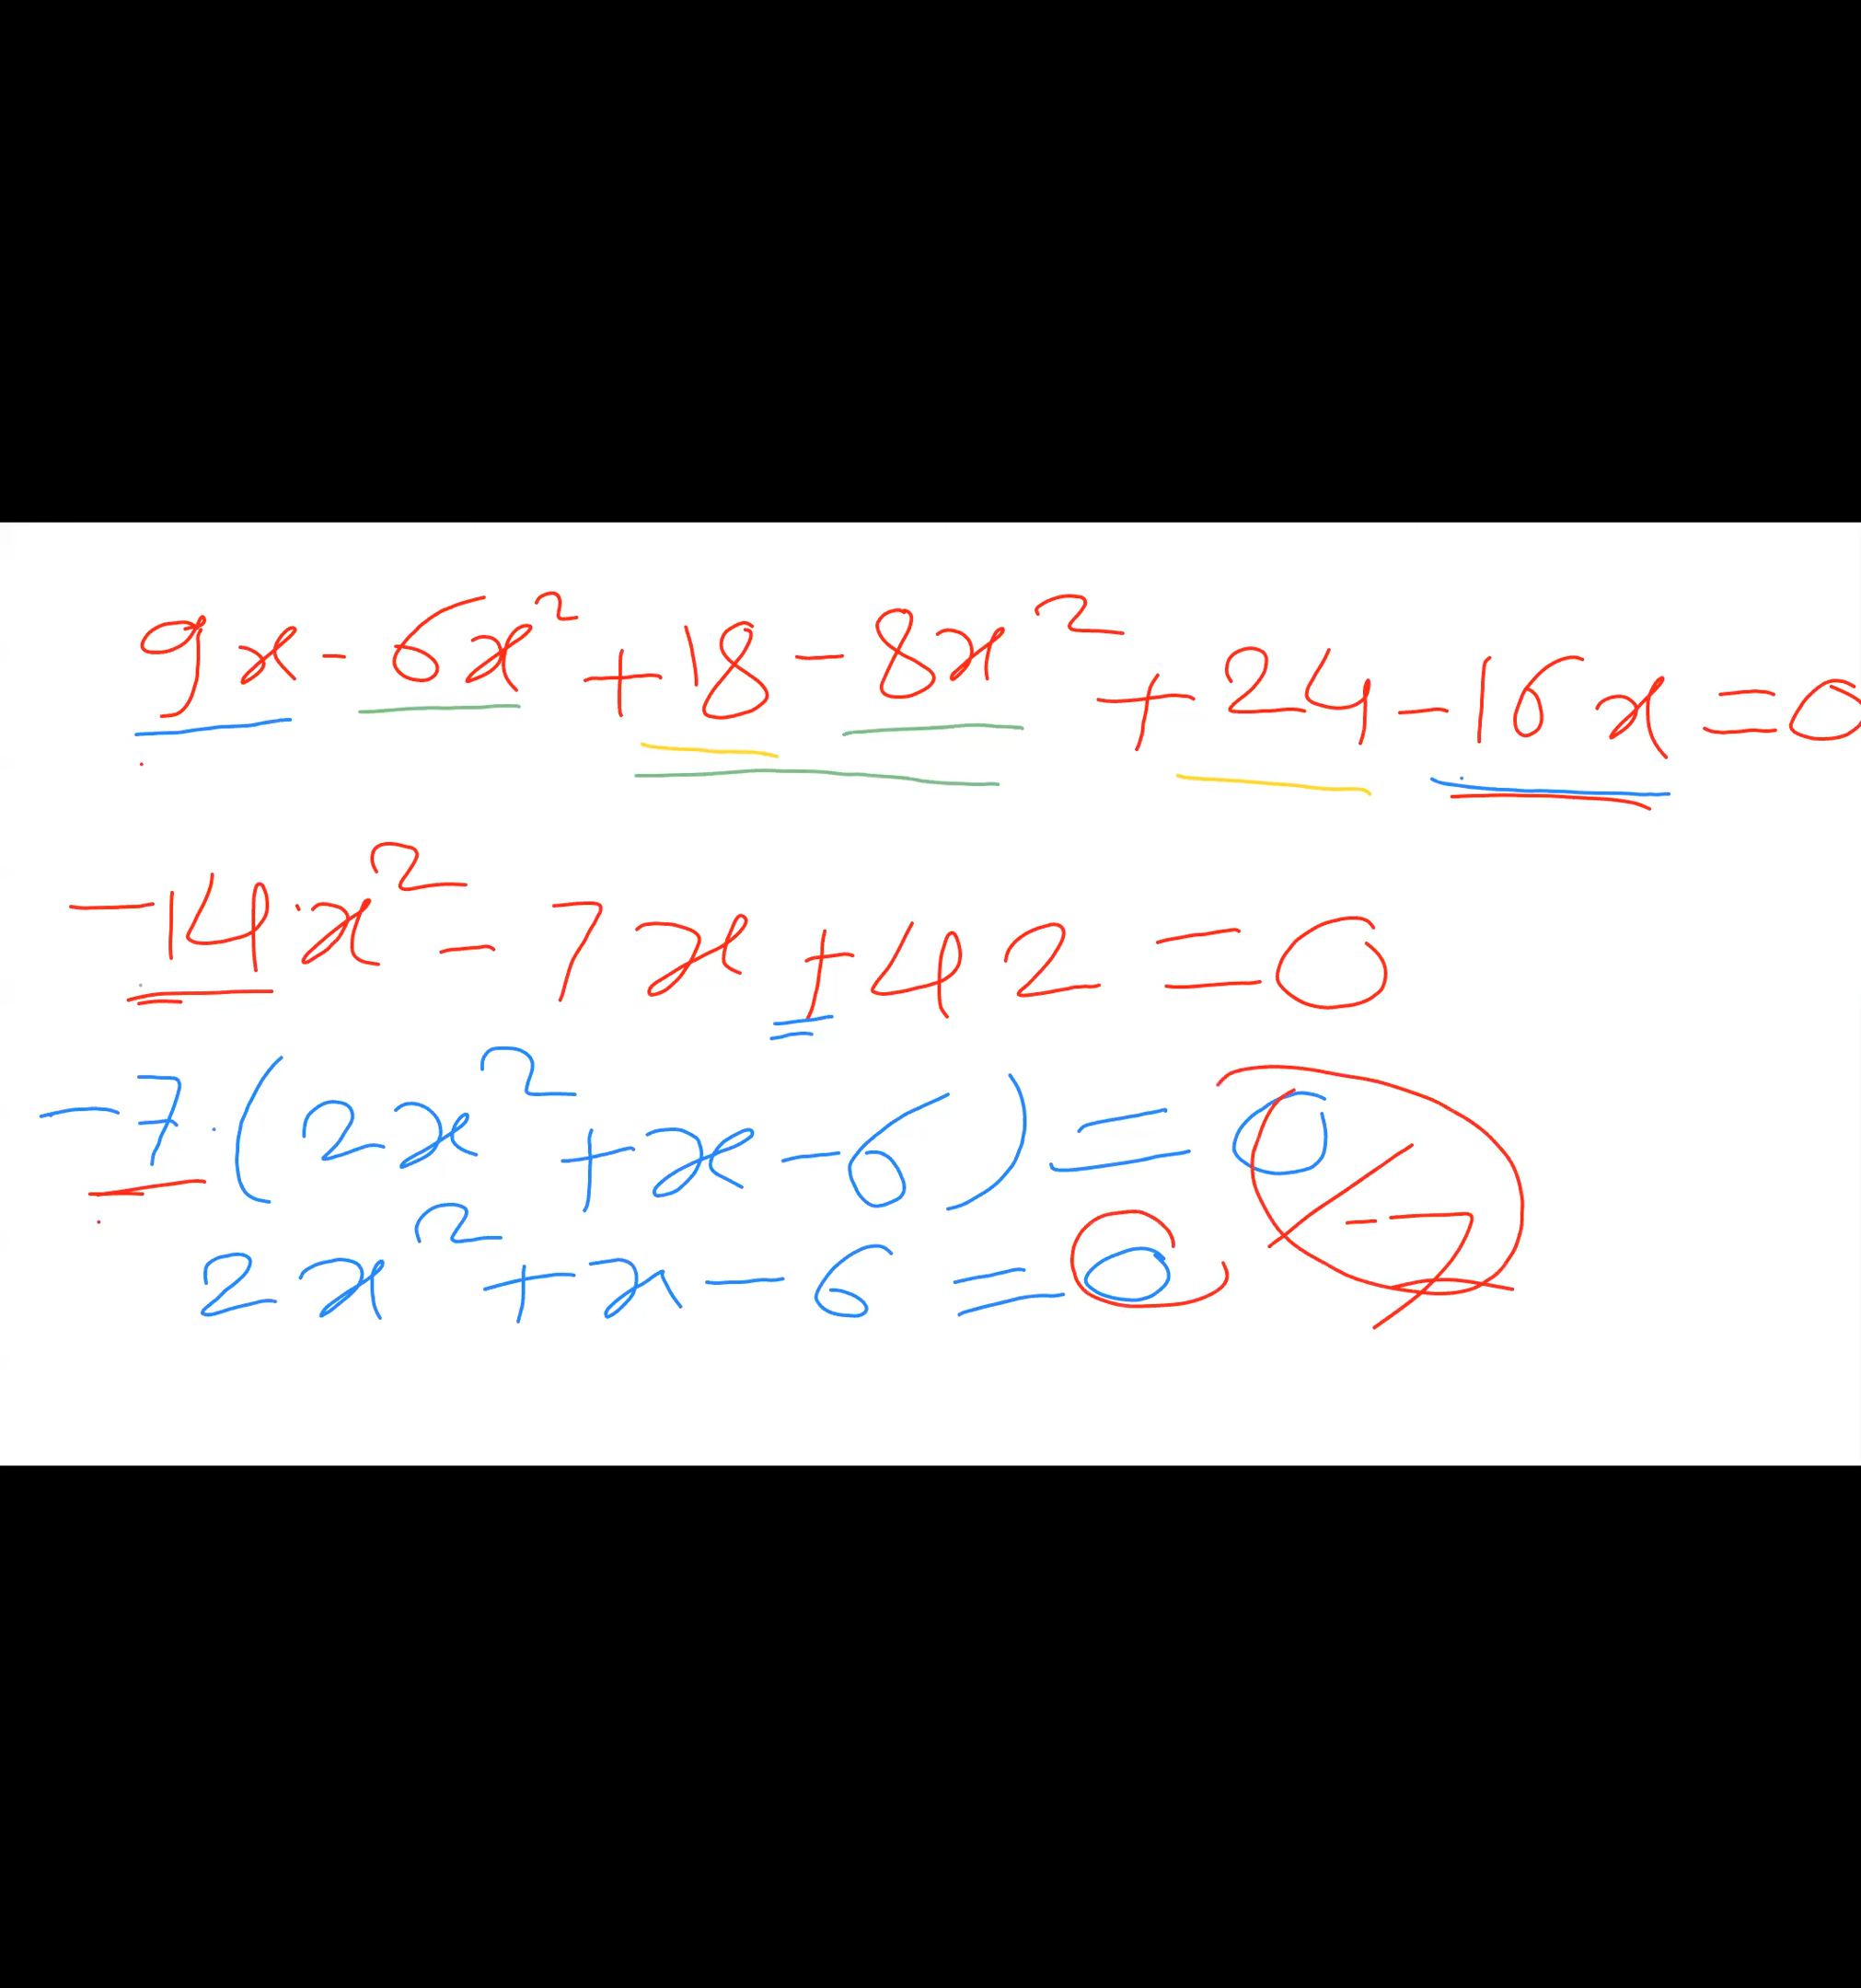 9x - 6x² + 18 - 8x² + 24 - 16x = 0
-14x² - 7x + 42 = 0
-7(2x² + x - 6) = 0/-7
2x² + x - 6 = 0